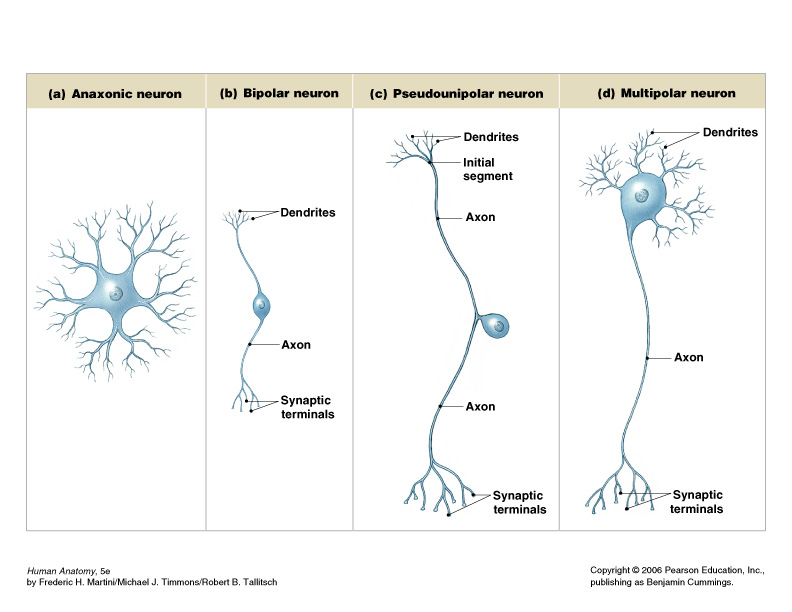 (a) Anaxonic neuron
(b) Bipolar neuron
(c) Pseudounipolar neuron
(d) Multipolar neuron
Dendrites
Axon
Synaptic
terminals
Dendrites
Initial
segment
Axon
Axon
Synaptic
terminals
Dendrites
Axon
Synaptic
terminals
Human Anatomy, 5e
by Frederic H. Martini/Michael J. Timmons/Robert B. Tallitsch
Copyright © 2006 Pearson Education, Inc.,
publishing as Benjamin Cummings.